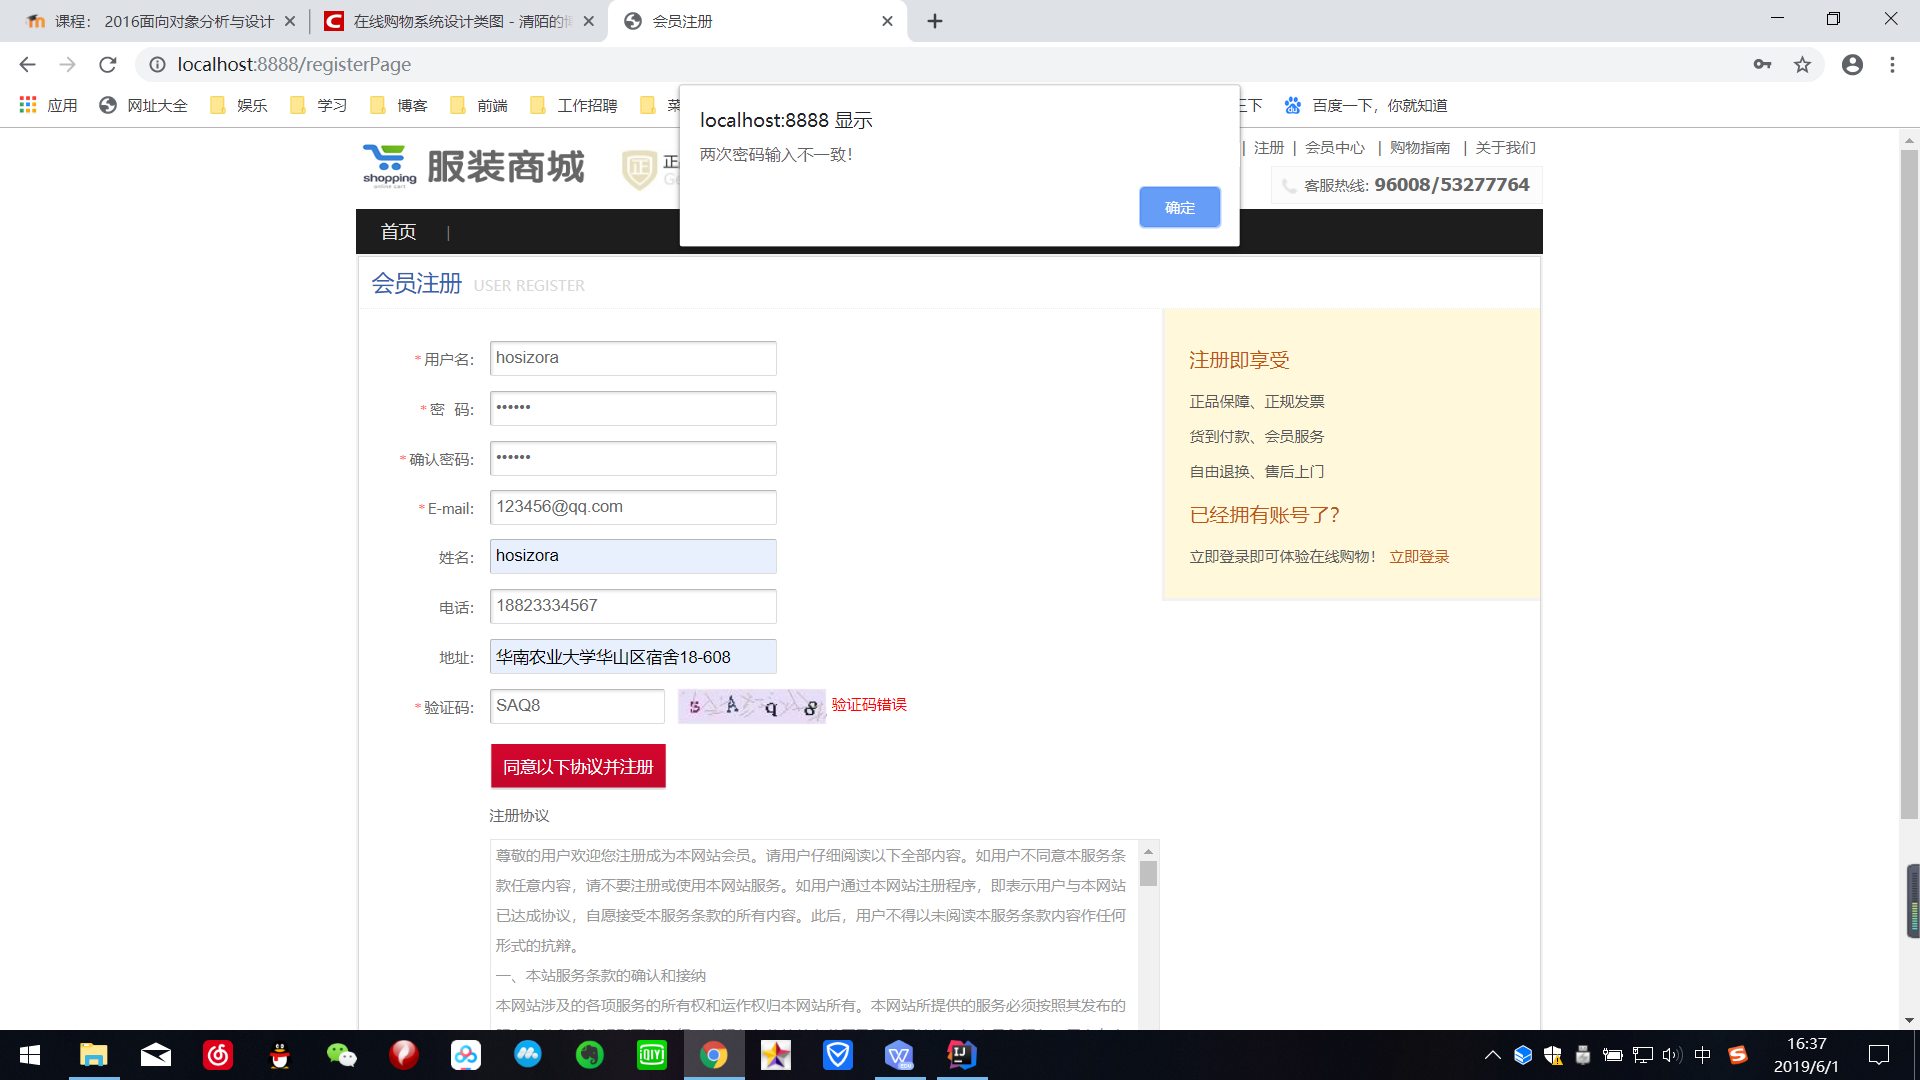 课程： 2016面向对象分析与设计
在线购物系统设计类图 - 清陌的
会员注册
localhost:8888/registerPage
应用
网址大全
娱乐
学习
博客
前端
工作招聘
百度一下，你就知道
localhost:8888 显示
两次密码输入不一致！
确定
shopping
online cart
服装商城
正
| 注册 | 会员中心 | 购物指南 | 关于我们
客服热线: 96008/53277764
首页 |
会员注册 USER REGISTER
*用户名: hosizora
*密 码: ••••••
*确认密码: ••••••
*E-mail: 123456@qq.com
姓名: hosizora
电话: 18823334567
地址: 华南农业大学华山区宿舍18-608
*验证码: SAQ8
s A q 8
验证码错误
同意以下协议并注册
注册即享受
正品保障、正规发票
货到付款、会员服务
自由退换、售后上门
已经拥有账号了？
立即登录即可体验在线购物！ 立即登录
注册协议
尊敬的用户欢迎您注册成为本网站会员。请用户仔细阅读以下全部内容。如用户不同意本服务条
款任意内容，请不要注册或使用本网站服务。如用户通过本网站注册程序，即表示用户与本网站
已达成协议，自愿接受本服务条款的所有内容。此后，用户不得以未阅读本服务条款内容作任何
形式的抗辩。
一、本站服务条款的确认和接纳
本网站涉及的各项服务的所有权和运作权归本网站所有。本网站所提供的服务必须按照其发布的
中
16:37
2019/6/1